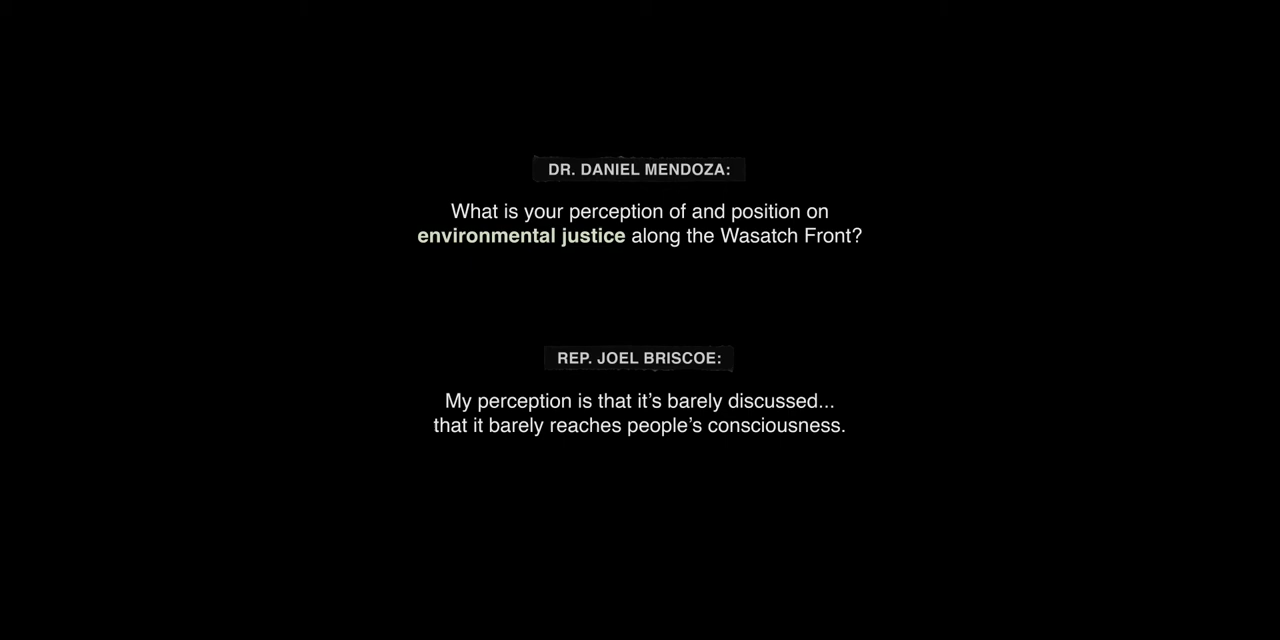 DR. DANIEL MENDOZA:
What is your perception of and position on
environmental justice along the Wasatch Front?
REP. JOEL BRISCOE:
My perception is that it’s barely discussed...
that it barely reaches people’s consciousness.